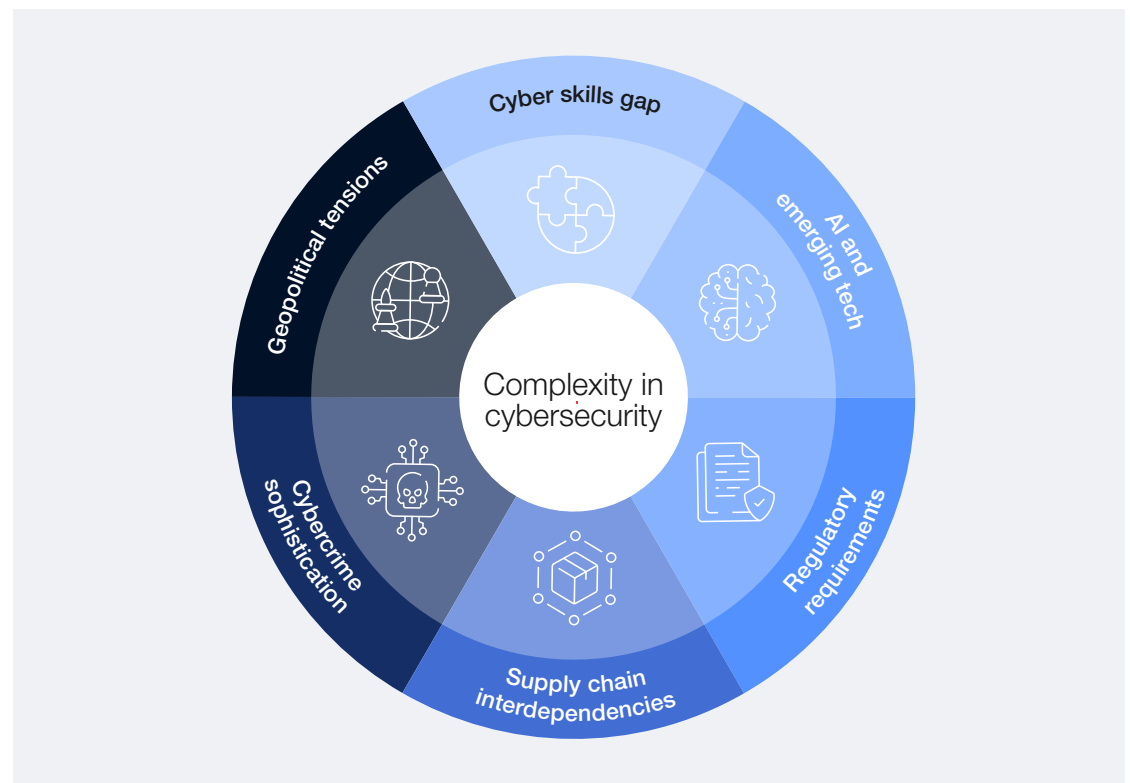 Cyber skills gap
AI and
emerging tech
Regulatory
requirements
Supply chain
interdependencies
Cybercrime
sophistication
Geopolitical tensions
Complexity in
cybersecurity